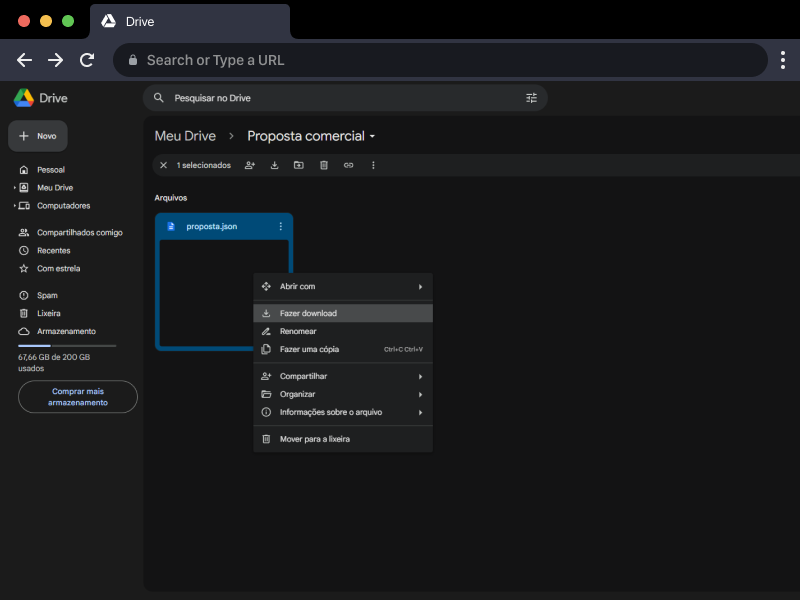 Drive
Search or Type a URL
Drive
Pesquisar no Drive
Novo
Meu Drive
Proposta comercial
1 selecionados
Pessoal
Meu Drive
Computadores
Compartilhados comigo
Recentes
Com estrela
Spam
Lixeira
Armazenamento
67,66 GB de 200 GB
usados
Comprar mais
armazenamento
Arquivos
proposta.json
Abrir com
Fazer download
Renomear
Fazer uma cópia Ctrl+C Ctrl+V
Compartilhar
Organizar
Informações sobre o arquivo
Mover para a lixeira